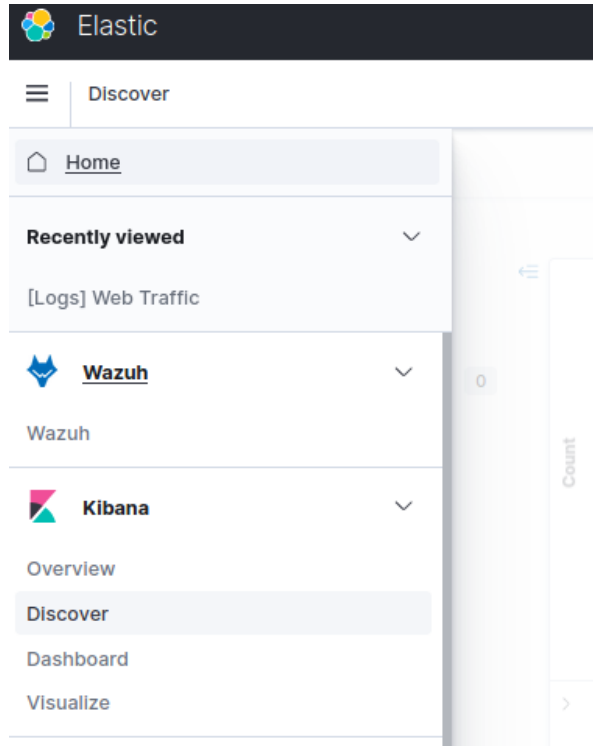 Elastic
Discover
Home
Recently viewed
[Logs] Web Traffic
Wazuh
Wazuh
Kibana
Overview
Discover
Dashboard
Visualize
0
Count